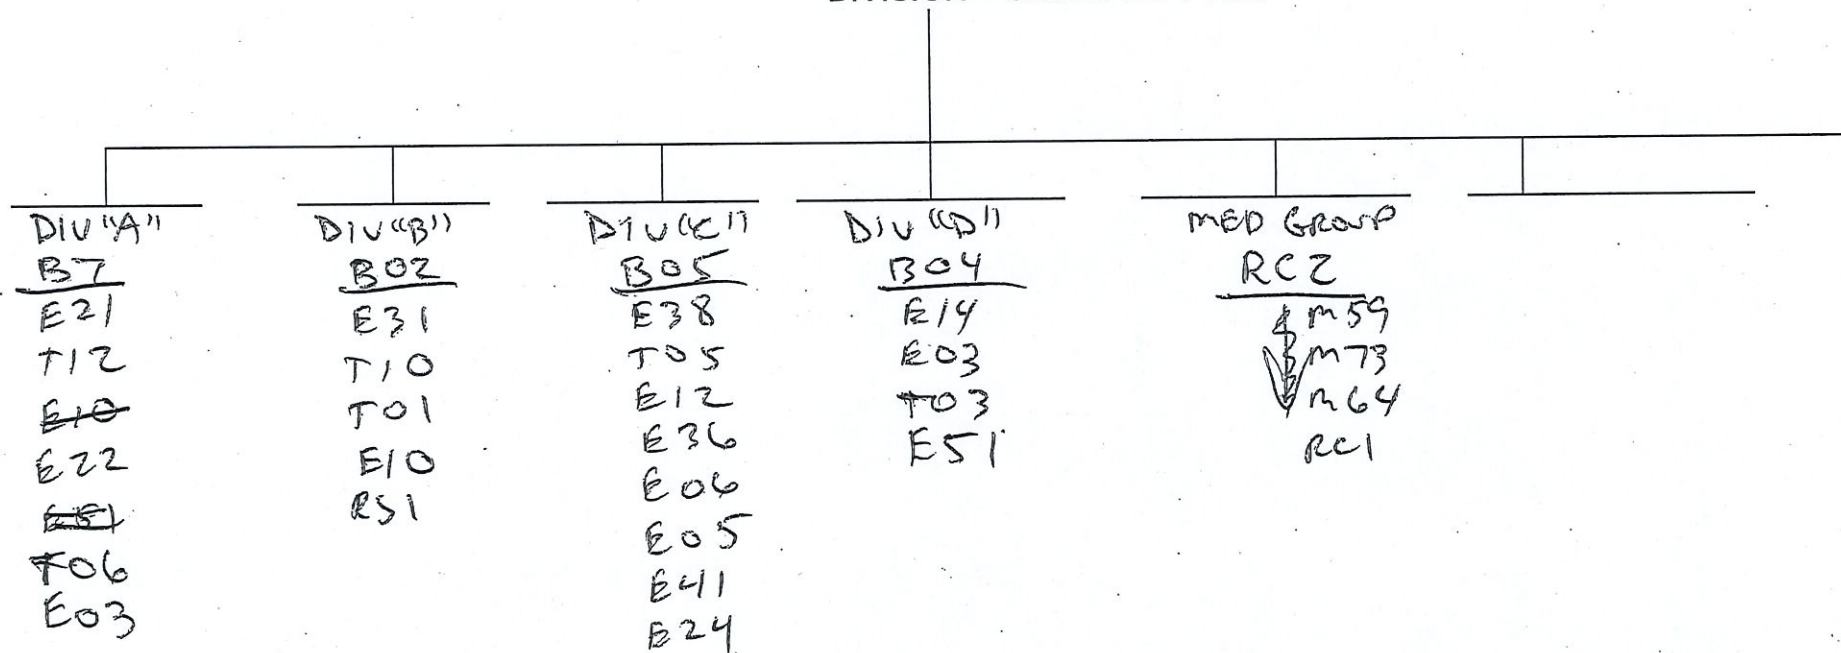 DIV "A"
B7
E21
T12
E10
E22
E51
T06
E03
DIV "B"
B02
E31
T10
T01
E10
RS1
DIV "C"
B05
E38
T05
E12
E36
E06
E05
E41
E24
DIV "D"
B04
E14
E03
T03
E51
MED GROUP
RC2
M59
M73
M64
RC1